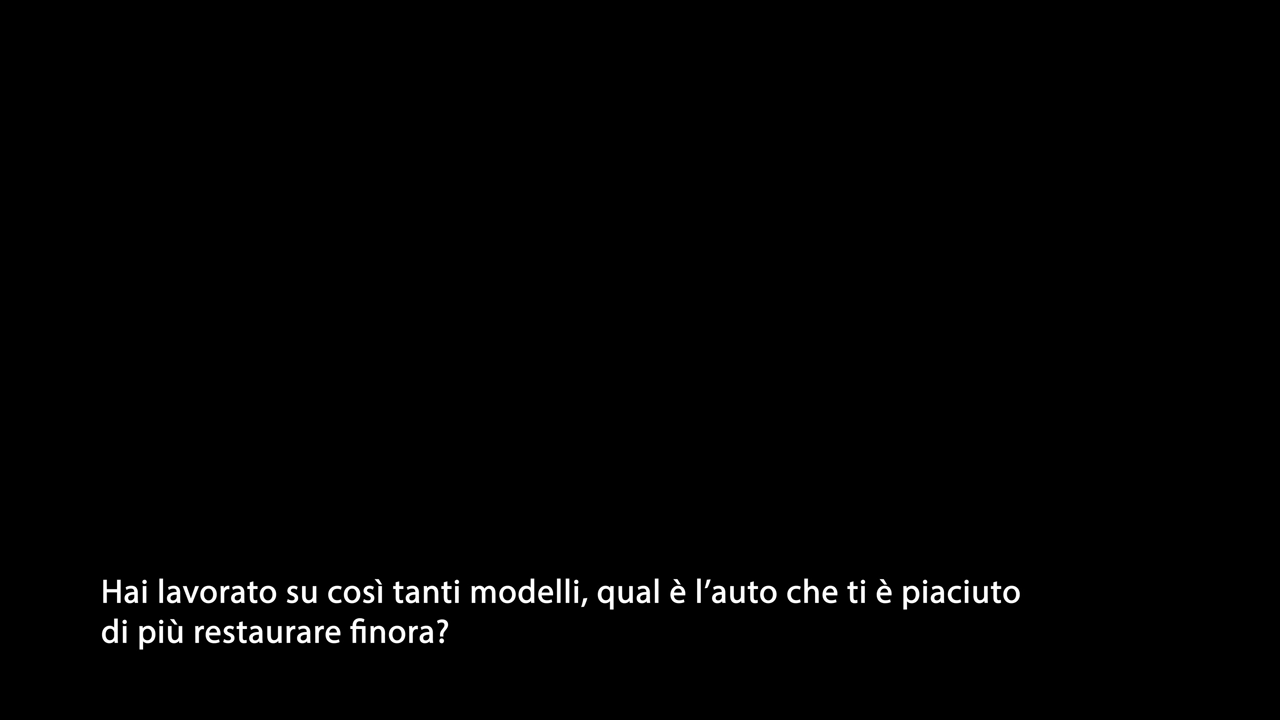 Hai lavorato su così tanti modelli, qual è l’auto che ti è piaciuto
di più restaurare finora?